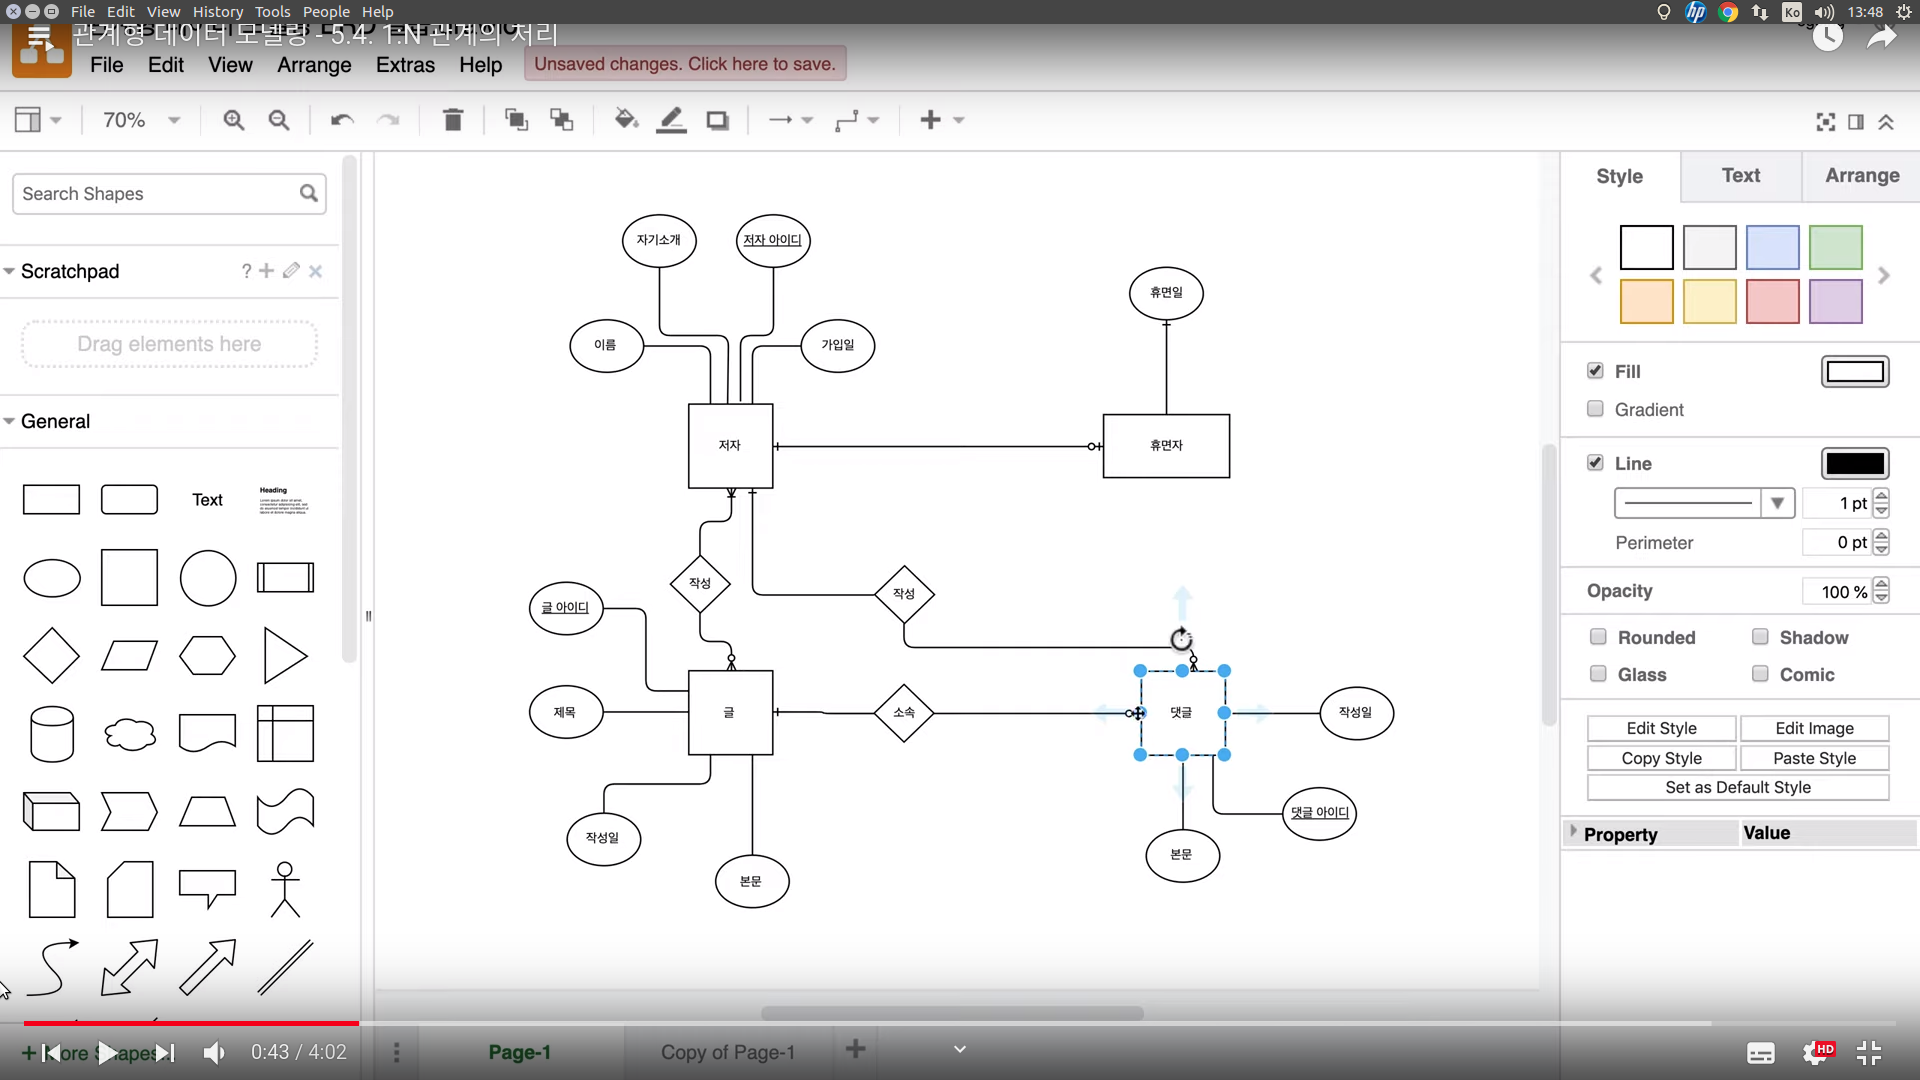 File Edit View History Tools People Help
Ko
13:48
관계형 데이터 모델링 - 5.4. 1:N 관계의 처리
File Edit View Arrange Extras Help
Unsaved changes. Click here to save.
70%
Search Shapes
Scratchpad
?
Drag elements here
General
Text
Heading
자기소개
저자 아이디
이름
가입일
휴면일
저자
휴면자
작성
작성
글 아이디
제목
글
소속
댓글
작성일
작성일
본문
본문
댓글 아이디
Style
Text
Arrange
Fill
Gradient
Line
1 pt
Perimeter
0 pt
Opacity
100 %
Rounded
Shadow
Glass
Comic
Edit Style
Edit Image
Copy Style
Paste Style
Set as Default Style
Property
Value
+ More Shapes...
0:43 / 4:02
Page-1
Copy of Page-1
HD
hp